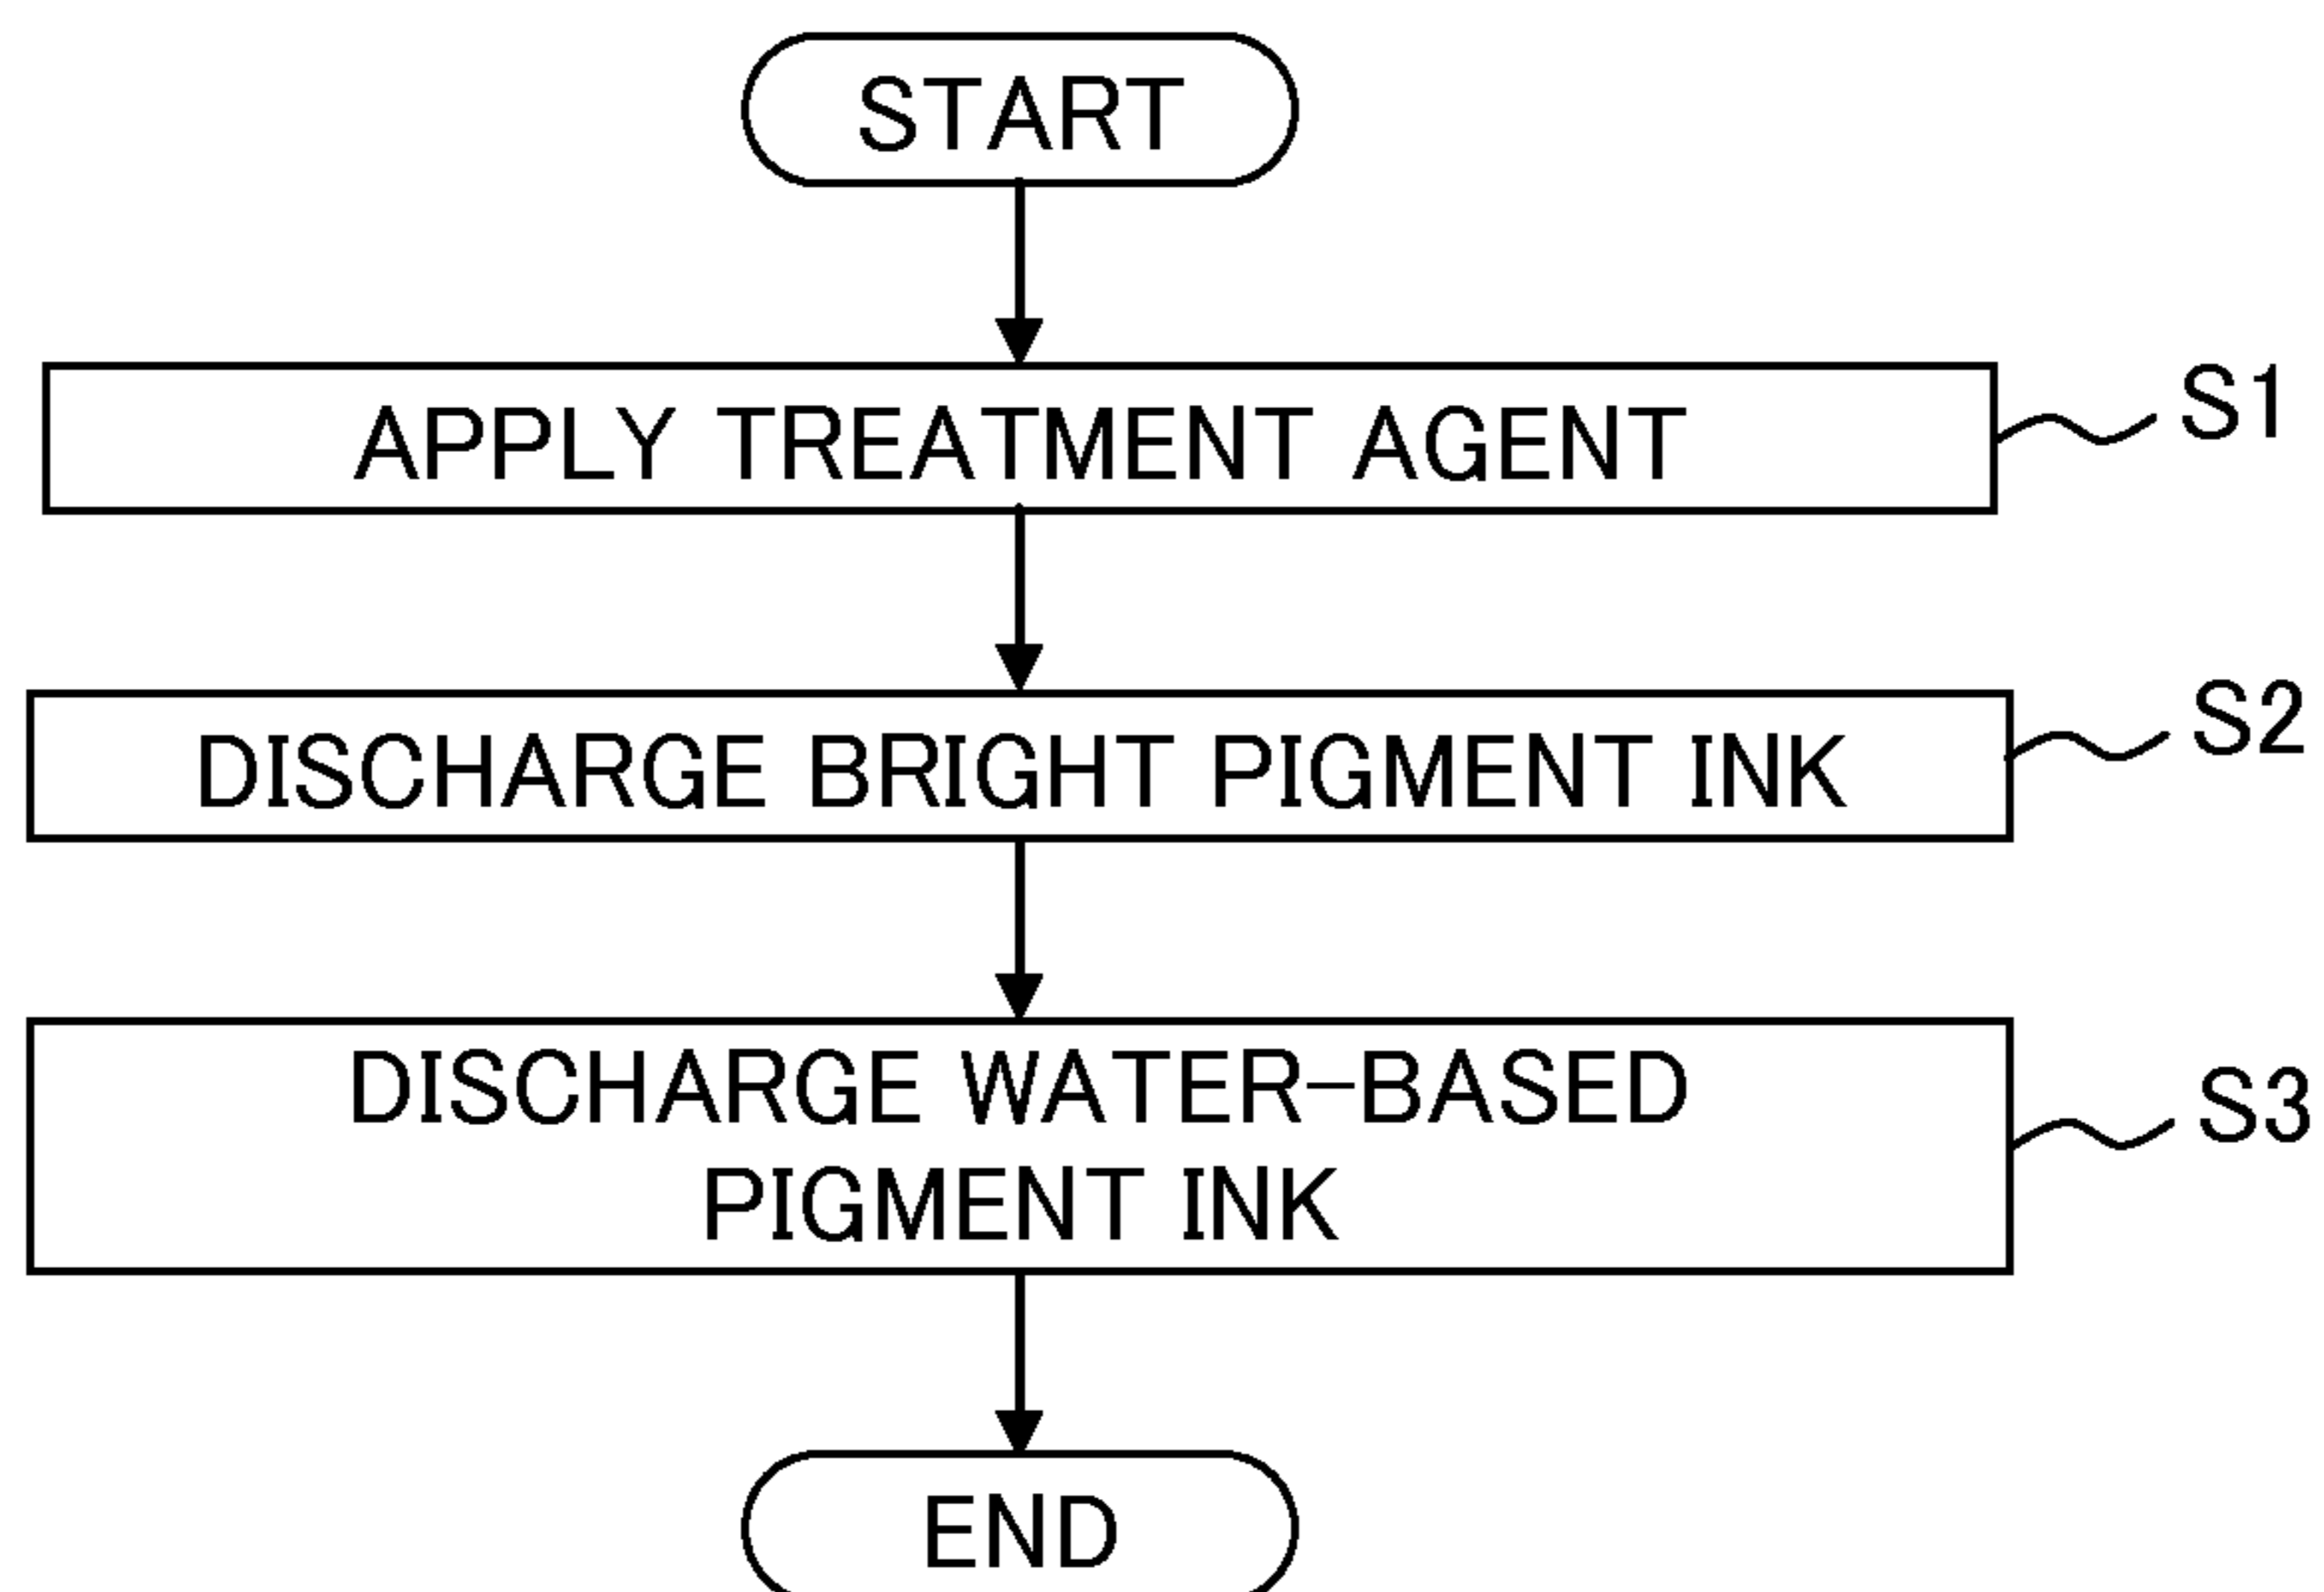 START
APPLY TREATMENT AGENT
S1
DISCHARGE BRIGHT PIGMENT INK
S2
DISCHARGE WATER-BASED
PIGMENT INK
S3
END